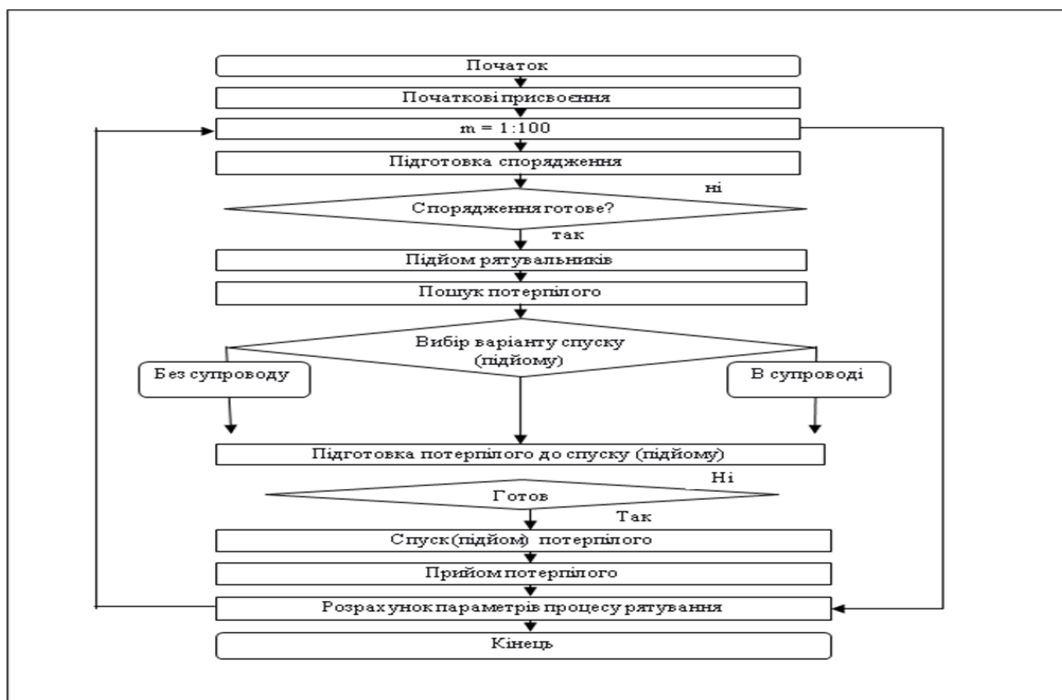 Початок
Початкові присвоєння
m = 1:100
Підготовка спорядження
ні
Спорядження готове?
так
Підйом рятувальників
Пошук потерпілого
Вибір варіанту спуску
(підйому)
Без супроводу
В супроводі
Підготовка потерпілого до спуску (підйому)
Ні
Готов
Так
Спуск(підйом) потерпілого
Прийом потерпілого
Розрахунок параметрів процесу рятування
Кінець